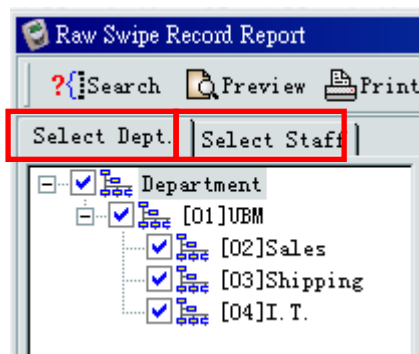 Raw Swipe Record Report
?{Search Preview Print
Select Dept. Select Staff
Department
[01]UBM
[02]Sales
[03]Shipping
[04]I.T.